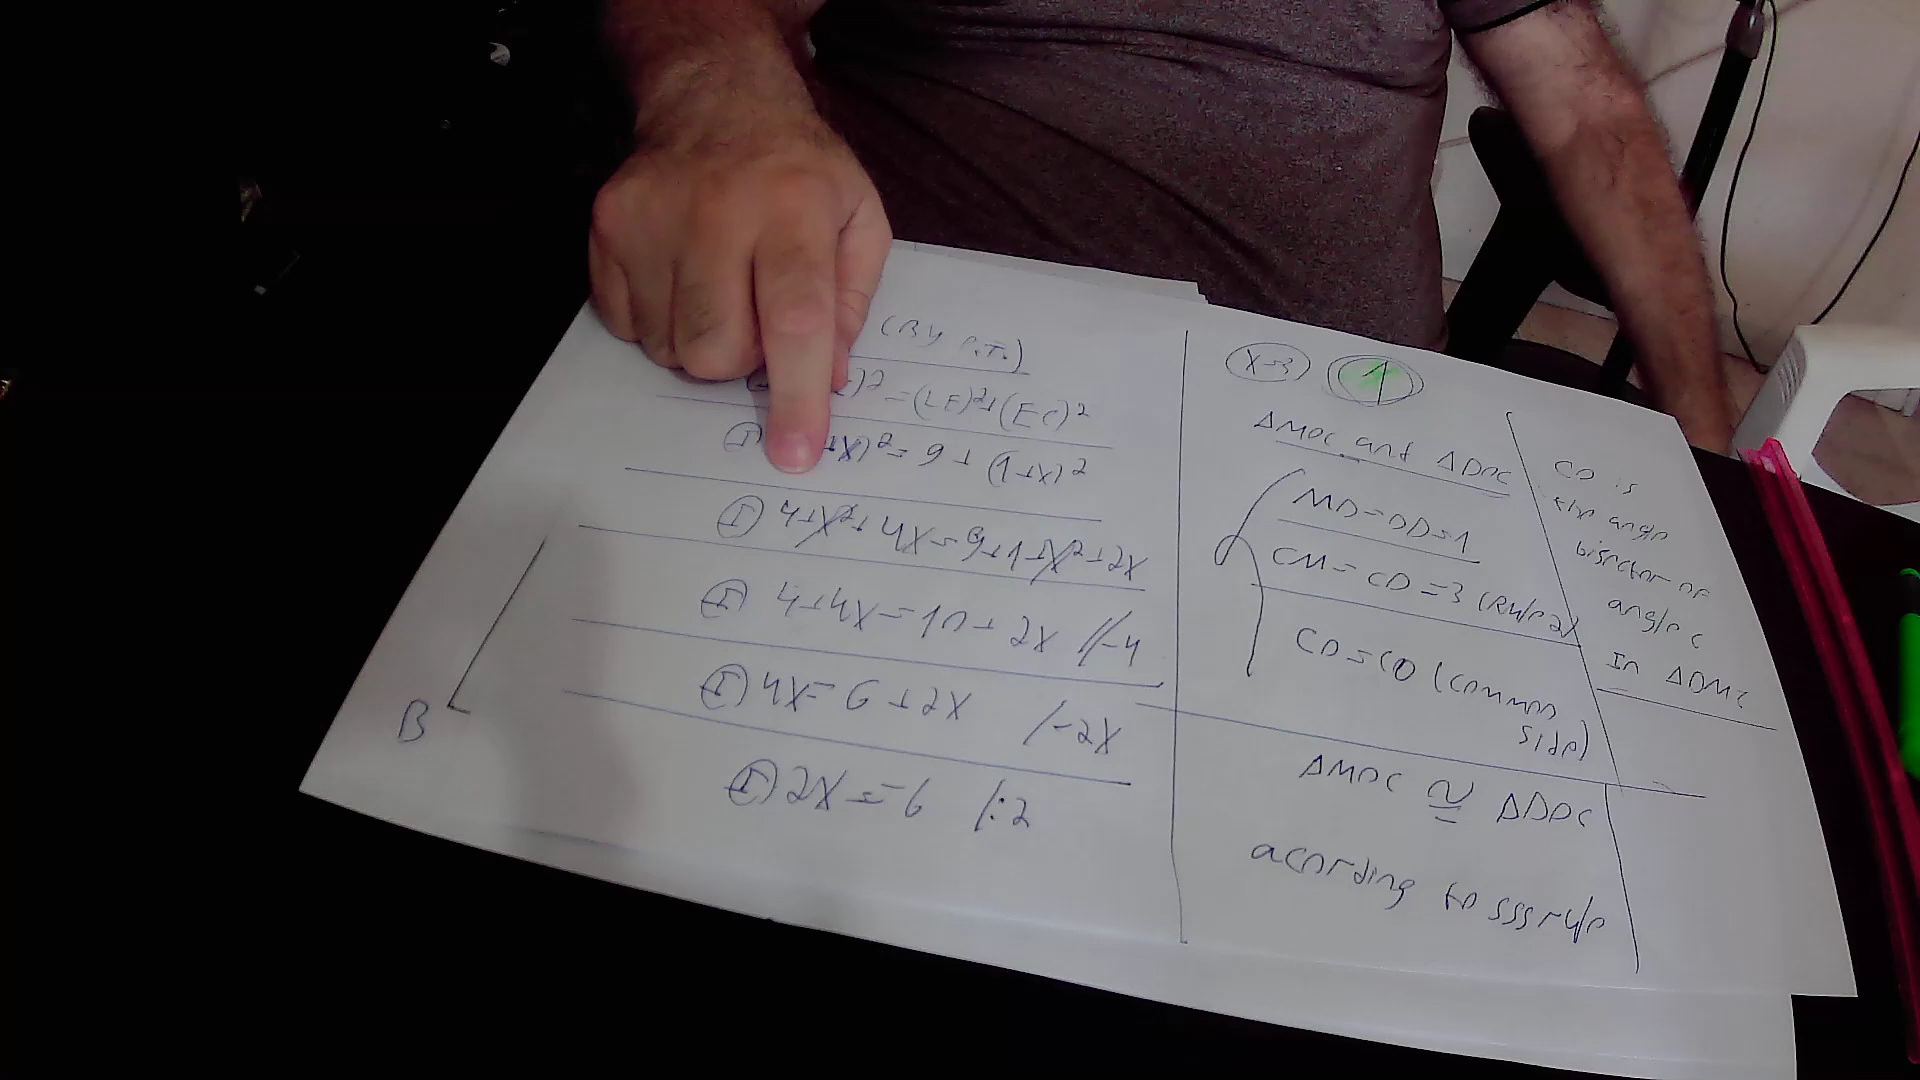 (By P.T.)
)² = (LE)² + (EC)²
+x)² = 9 + (1+x)²
Ⓘ 4+x²+4x=9+1+x²+2x
Ⓘ 4+4x=10+2x //-4
Ⓘ 4x=6+2x /-2x
Ⓘ 2x=6 /:2
B
x=3
ΔMOC and ΔDOC
MO=OD=1
CM=CD=3 (Rule 2)
CO=CO (common
side)
ΔMOC ≅ ΔDOC
acording to sss rule
CO is
the angle
bisector of
angle C
In ΔDMC